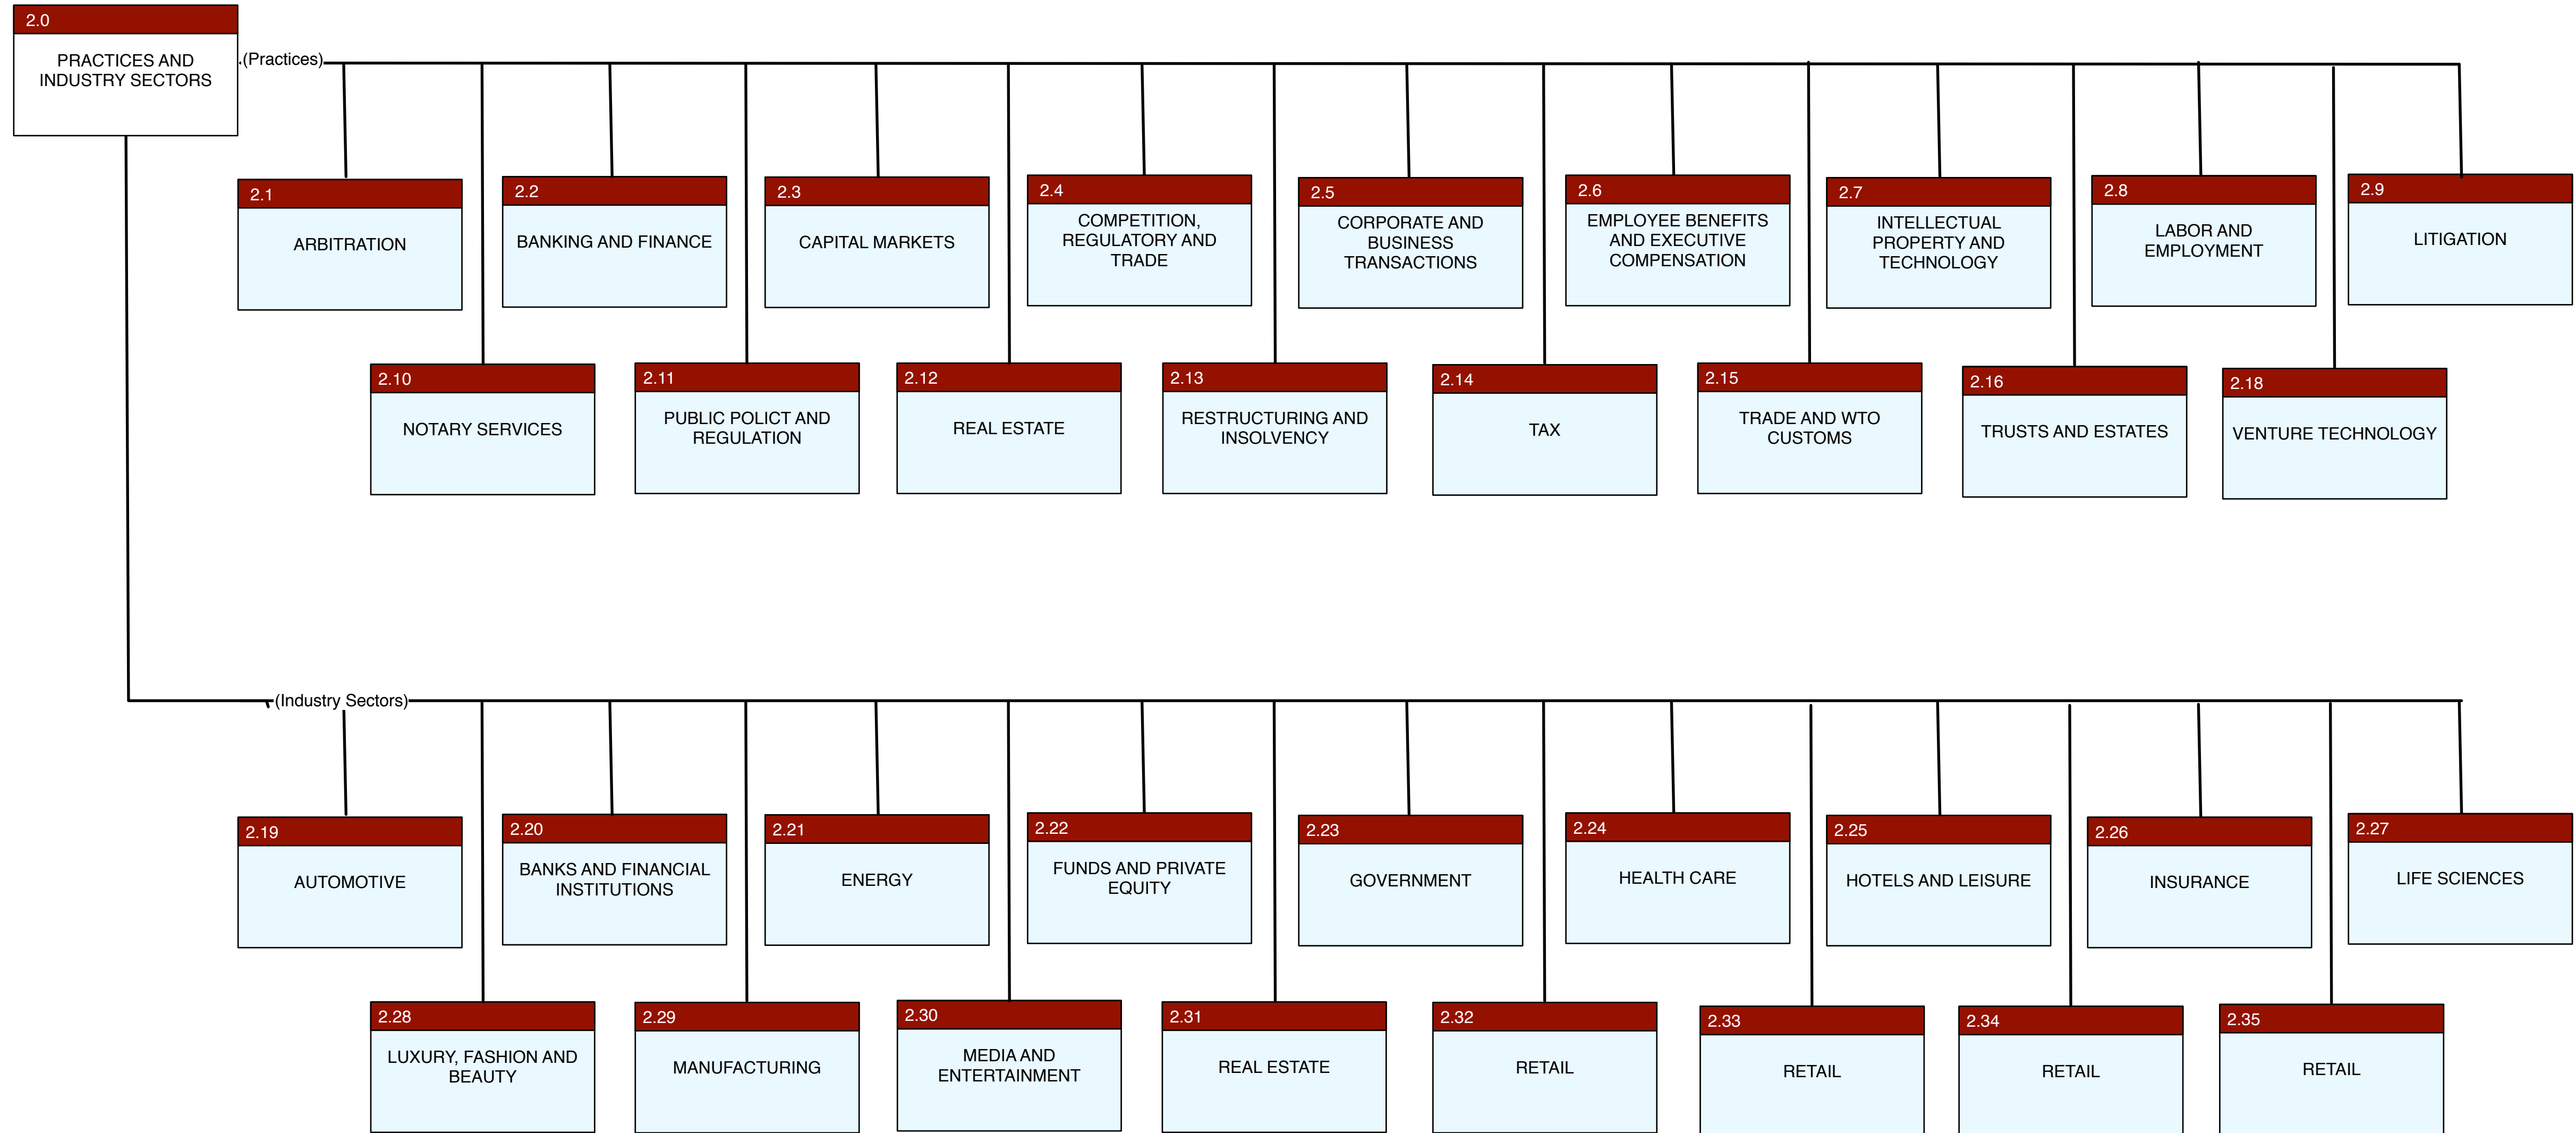 2.0
PRACTICES AND
INDUSTRY SECTORS
(Practices)
2.1
ARBITRATION
2.2
BANKING AND FINANCE
2.3
CAPITAL MARKETS
2.4
COMPETITION,
REGULATORY AND
TRADE
2.5
CORPORATE AND
BUSINESS
TRANSACTIONS
2.6
EMPLOYEE BENEFITS
AND EXECUTIVE
COMPENSATION
2.7
INTELLECTUAL
PROPERTY AND
TECHNOLOGY
2.8
LABOR AND
EMPLOYMENT
2.9
LITIGATION
2.10
NOTARY SERVICES
2.11
PUBLIC POLICT AND
REGULATION
2.12
REAL ESTATE
2.13
RESTRUCTURING AND
INSOLVENCY
2.14
TAX
2.15
TRADE AND WTO
CUSTOMS
2.16
TRUSTS AND ESTATES
2.18
VENTURE TECHNOLOGY
(Industry Sectors)
2.19
AUTOMOTIVE
2.20
BANKS AND FINANCIAL
INSTITUTIONS
2.21
ENERGY
2.22
FUNDS AND PRIVATE
EQUITY
2.23
GOVERNMENT
2.24
HEALTH CARE
2.25
HOTELS AND LEISURE
2.26
INSURANCE
2.27
LIFE SCIENCES
2.28
LUXURY, FASHION AND
BEAUTY
2.29
MANUFACTURING
2.30
MEDIA AND
ENTERTAINMENT
2.31
REAL ESTATE
2.32
RETAIL
2.33
RETAIL
2.34
RETAIL
2.35
RETAIL